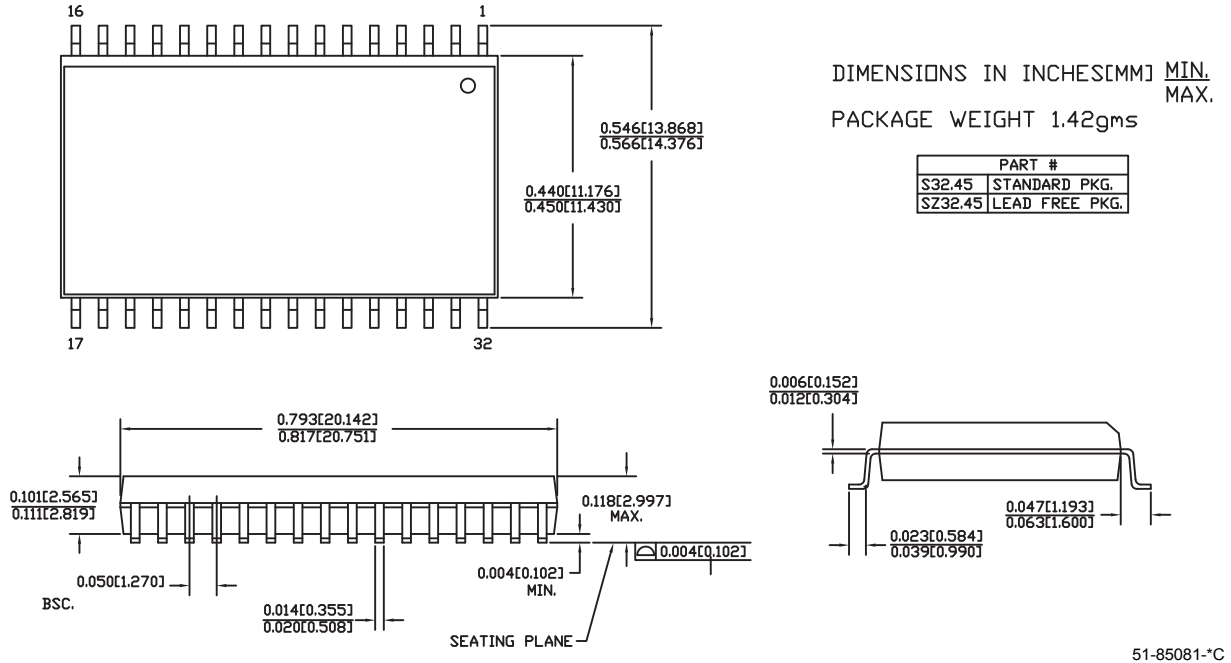 16
1
0.546[13.868]
0.566[14.376]
0.440[11.176]
0.450[11.430]
17
32
DIMENSIONS IN INCHES[MM] MIN.
MAX.
PACKAGE WEIGHT 1.42gms
PART #
S32.45 STANDARD PKG.
SZ32.45 LEAD FREE PKG.
0.793[20.142]
0.817[20.751]
0.101[2.565]
0.111[2.819]
0.118[2.997]
MAX.
0.050[1.270]
BSC.
0.004[0.102]
MIN.
0.004[0.102]
0.014[0.355]
0.020[0.508]
SEATING PLANE
0.006[0.152]
0.012[0.304]
0.047[1.193]
0.063[1.600]
0.023[0.584]
0.039[0.990]
51-85081-*C